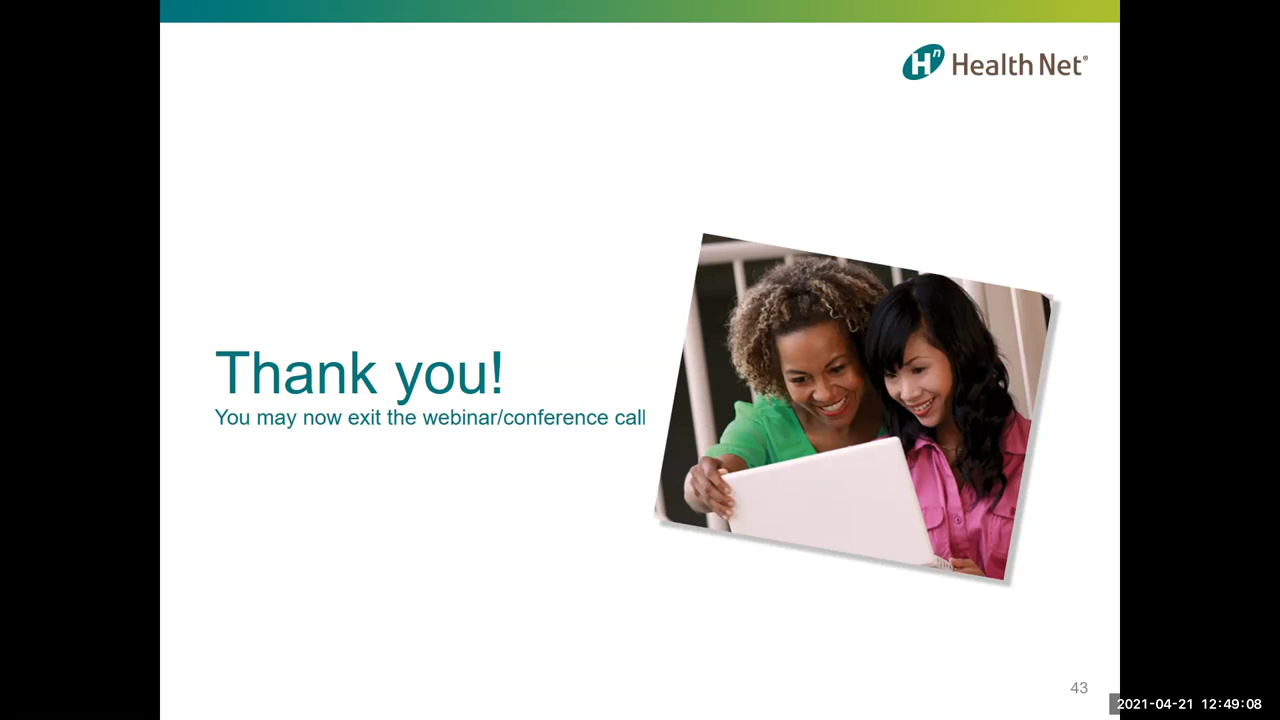 Hn Health Net®
Thank you!
You may now exit the webinar/conference call
43
2021-04-21 12:49:08